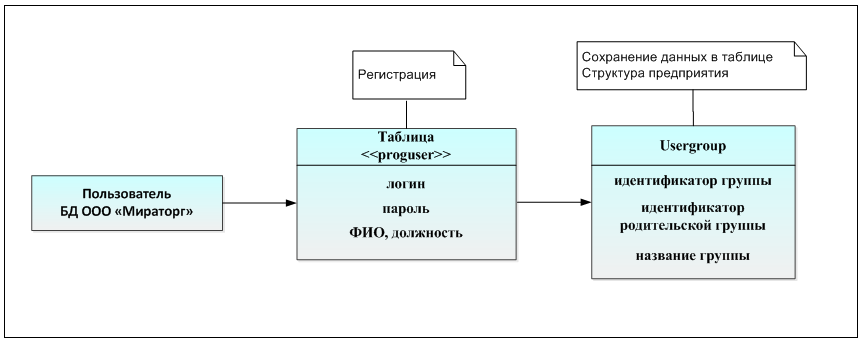 Регистрация
Сохранение данных в таблице
Структура предприятия
Пользователь
БД ООО «Мираторг»
Таблица
<<proguser>>
логин
пароль
ФИО, должность
Usergroup
идентификатор группы
идентификатор
родительской группы
название группы